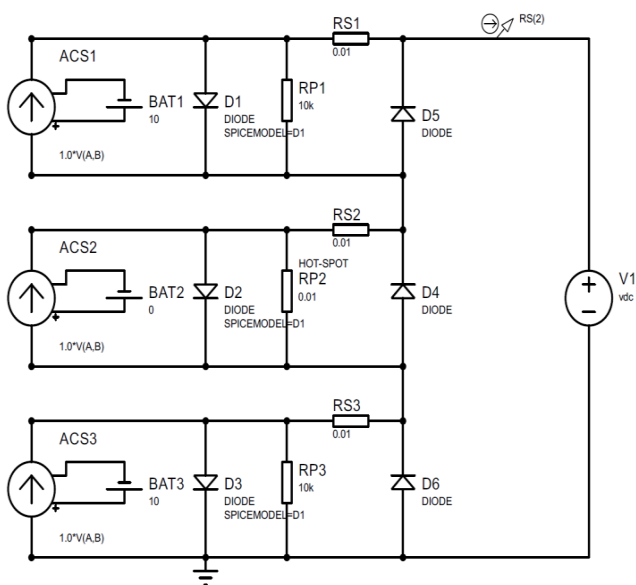 RS(2)
RS1
0.01
ACS1
1.0*V(A,B)
BAT1
10
D1
DIODE
SPICEMODEL=D1
RP1
10k
D5
DIODE
RS2
0.01
ACS2
1.0*V(A,B)
BAT2
0
D2
DIODE
SPICEMODEL=D1
HOT-SPOT
RP2
0.01
D4
DIODE
V1
vdc
RS3
0.01
ACS3
1.0*V(A,B)
BAT3
10
D3
DIODE
SPICEMODEL=D1
RP3
10k
D6
DIODE